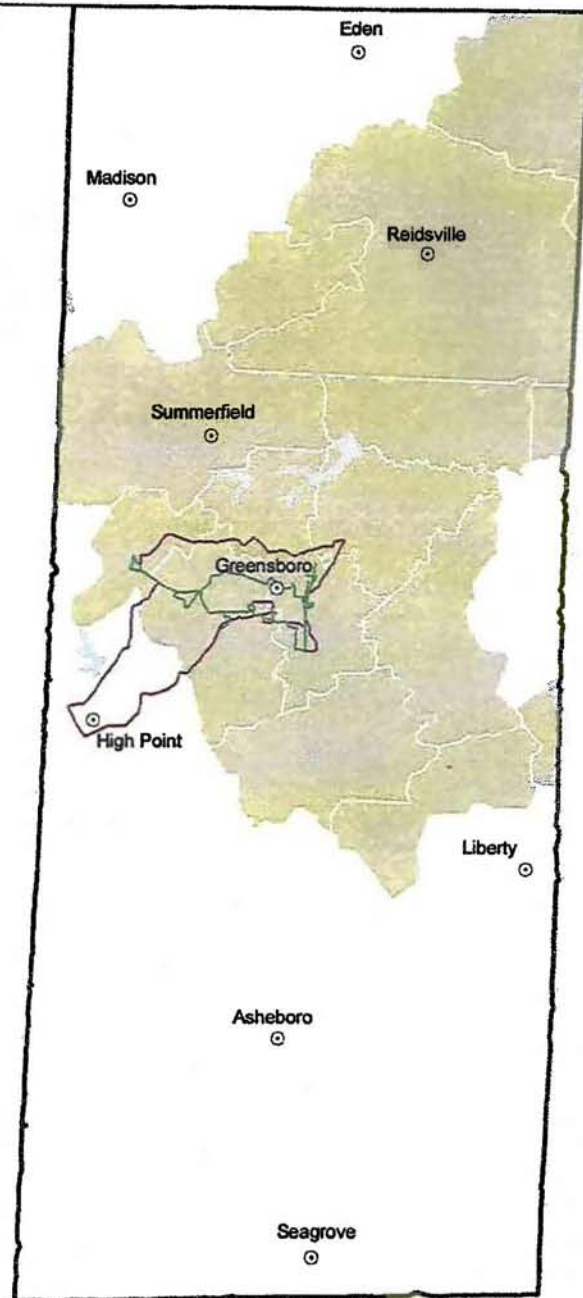 Eden
Madison
Reidsville
Summerfield
Greensboro
High Point
Liberty
Asheboro
Seagrove